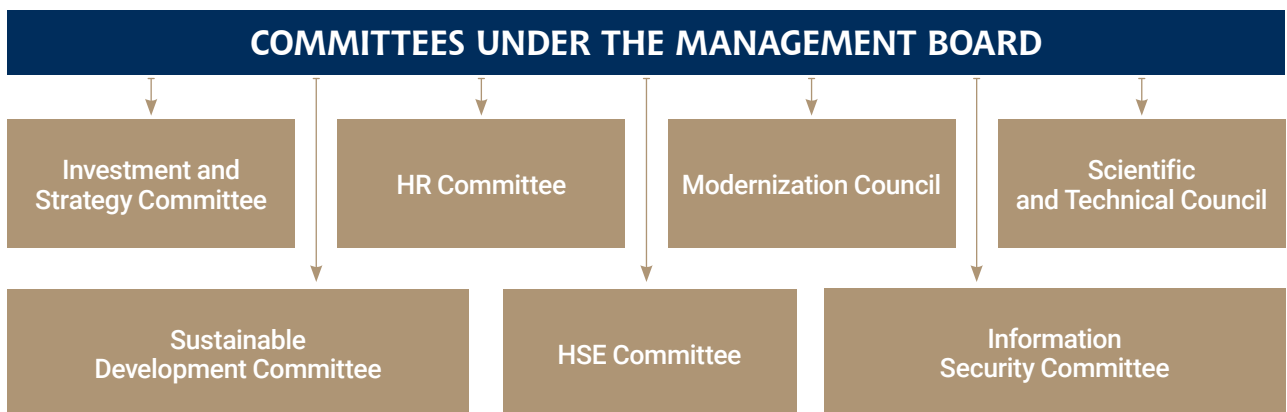 COMMITTEES UNDER THE MANAGEMENT BOARD
Investment and
Strategy Committee
HR Committee
Modernization Council
Scientific
and Technical Council
Sustainable
Development Committee
HSE Committee
Information
Security Committee